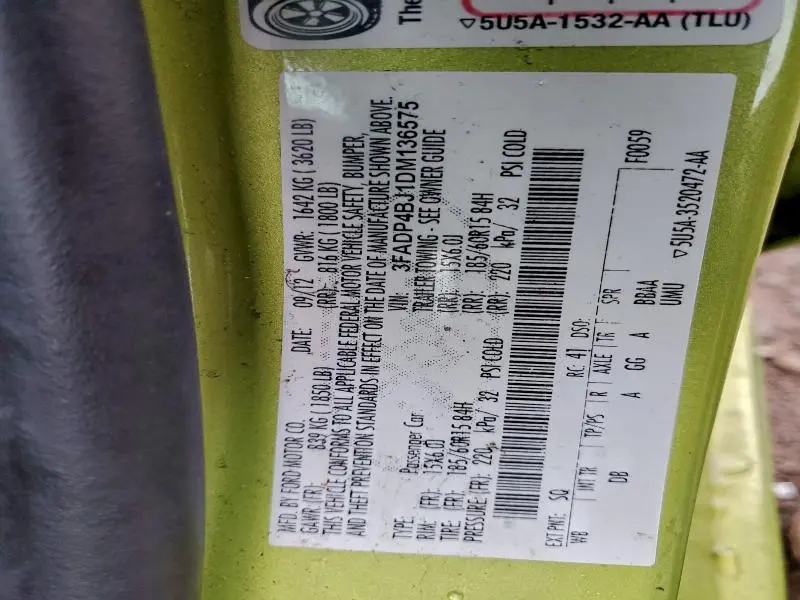 The
▽5U5A-1532-AA (TLU)
MFD. BY FORD MOTOR CO.
DATE: 09/12 GVWR: 1642 KG ( 3620 LB)
GAWR (FR): 839 KG ( 1850LB) (RR): 816 KG ( 1800 LB)
THIS VEHICLE CONFORMS TO ALL APPLICABLE FEDERAL MOTOR VEHICLE SAFETY, BUMPER,
AND THEFT PREVENTION STANDARDS IN EFFECT ON THE DATE OF MANUFACTURE SHOWN ABOVE.
VIN: 3FADP4BJ1DM136575
TYPE: Passenger Car TRAILER TOWING - SEE OWNER GUIDE
RIM: (FR): 15X6.0J (RR): 15X6.0J
TIRE: (FR): 185/60R15 84H (RR): 185/60R15 84H
PRESSURE: (FR): 220 kPa/ 32 PSI COLD (RR): 220 kPa/ 32 PSI COLD
EXT PNT: SQ RC: 41 DSO: F0059
WB INT TR TP/PS R AXLE TR SPR
DB A GG A BBAA
UMU
▽5U5A-3520472-AA